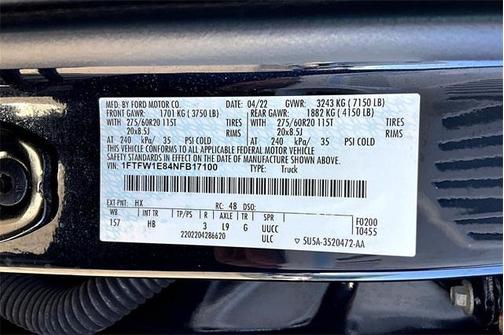 MFD. BY FORD MOTOR CO. DATE: 04/22 GVWR: 3243 KG ( 7150 LB)
FRONT GAWR: 1701 KG ( 3750 LB) REAR GAWR: 1882 KG ( 4150 LB)
275/60R20 115T TIRES 275/60R20 115T TIRES
20x8.5J RIMS 20x8.5J RIMS
AT 240 kPa/ 35 PSI COLD AT 240 kPa/ 35 PSI COLD
THIS VEHICLE CONFORMS TO ALL APPLICABLE FEDERAL MOTOR VEHICLE
SAFETY STANDARDS IN EFFECT ON THE DATE OF MANUFACTURE SHOWN ABOVE.
VIN: 1FTFW1E84NFB17100 TYPE: Truck
EXT PNT: HX RC: 48 DSO: F0200
WB INT TR TP/PS R AXLE TR SPR T0455
157 HB 3 L9 G UUCC
2202204286620 ULC ▽ 5U5A-3520472-AA